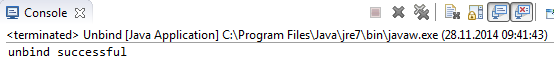 Console
<terminated> Unbind [Java Application] C:\Program Files\Java\jre7\bin\javaw.exe (28.11.2014 09:41:43)
unbind successful